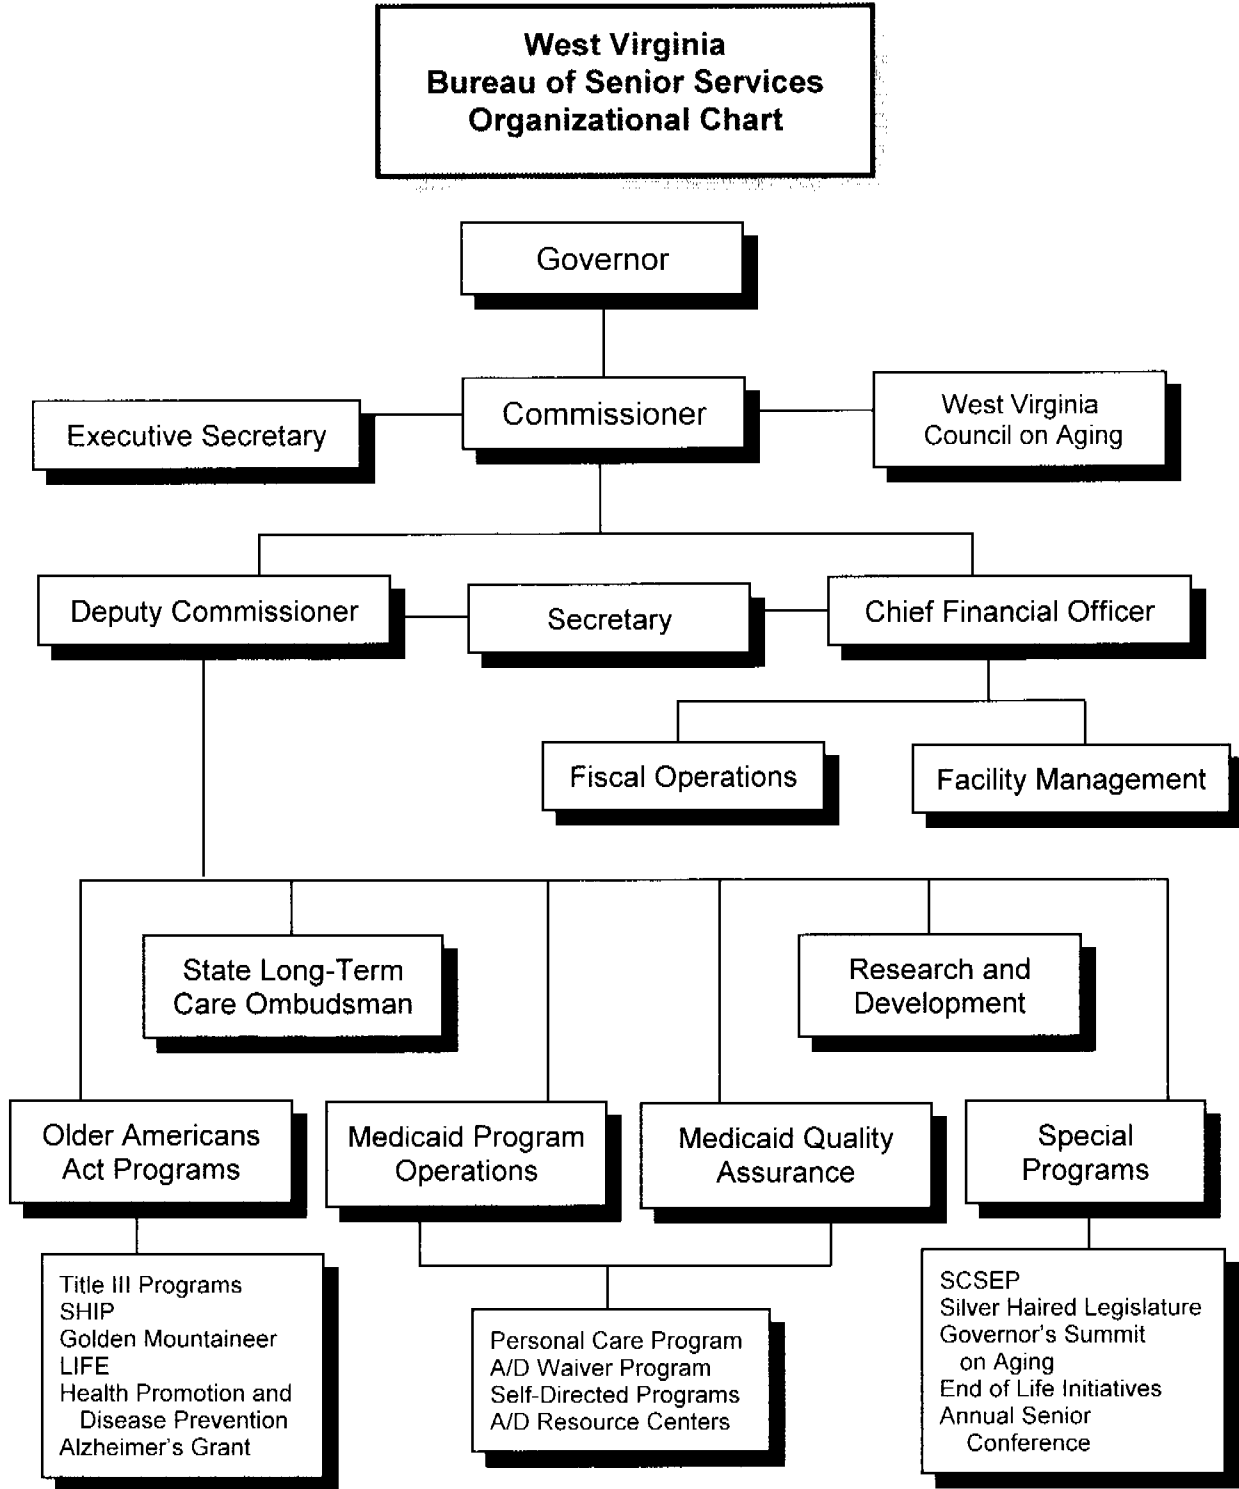 West Virginia
Bureau of Senior Services
Organizational Chart
Governor
Executive Secretary
Commissioner
West Virginia
Council on Aging
Deputy Commissioner
Secretary
Chief Financial Officer
Fiscal Operations
Facility Management
State Long-Term
Care Ombudsman
Research and
Development
Older Americans
Act Programs
Medicaid Program
Operations
Medicaid Quality
Assurance
Special
Programs
Title III Programs
SHIP
Golden Mountaineer
LIFE
Health Promotion and
Disease Prevention
Alzheimer's Grant
Personal Care Program
A/D Waiver Program
Self-Directed Programs
A/D Resource Centers
SCSEP
Silver Haired Legislature
Governor's Summit
on Aging
End of Life Initiatives
Annual Senior
Conference